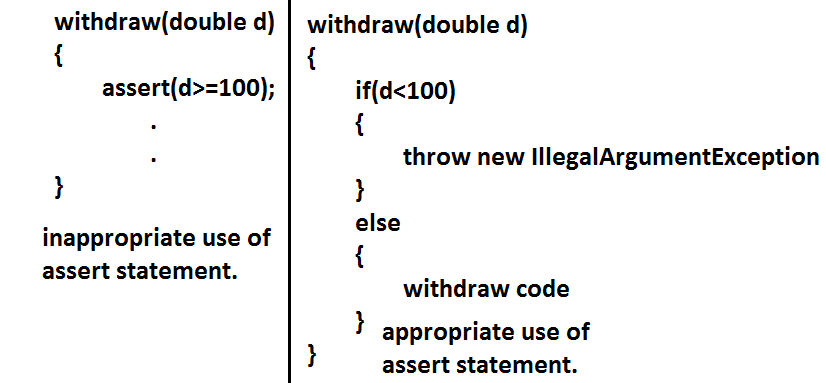 withdraw(double d)
{
assert(d>=100);
.
.
}
inappropriate use of
assert statement.
withdraw(double d)
{
if(d<100)
{
throw new IllegalArgumentException
}
else
{
withdraw code
}
appropriate use of
assert statement.
}